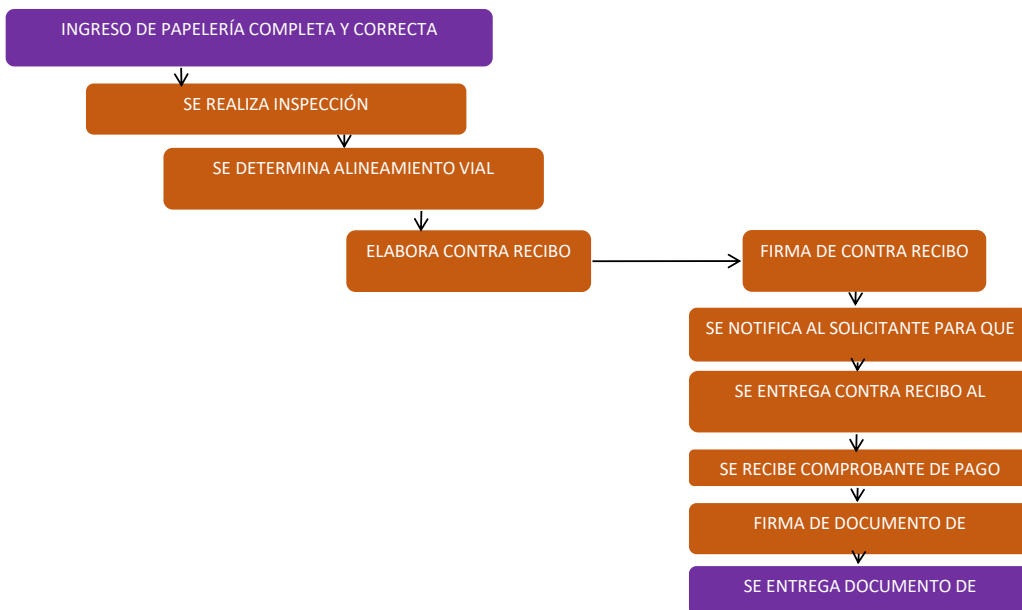 INGRESO DE PAPELERÍA COMPLETA Y CORRECTA
SE REALIZA INSPECCIÓN
SE DETERMINA ALINEAMIENTO VIAL
ELABORA CONTRA RECIBO
FIRMA DE CONTRA RECIBO
SE NOTIFICA AL SOLICITANTE PARA QUE
SE ENTREGA CONTRA RECIBO AL
SE RECIBE COMPROBANTE DE PAGO
FIRMA DE DOCUMENTO DE
SE ENTREGA DOCUMENTO DE